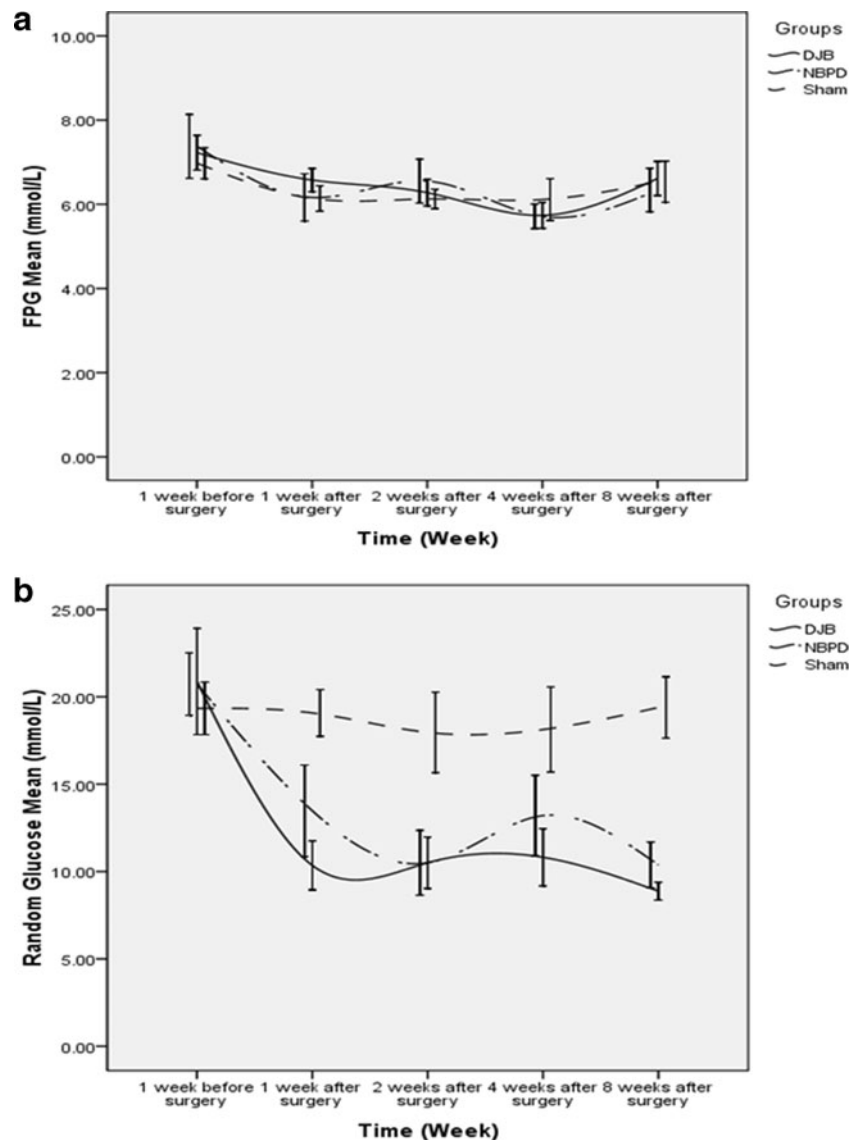 a
Groups
DJB
NBPD
Sham
10.00
8.00
6.00
4.00
2.00
0.00
FPG Mean (mmol/L)
1 week before surgery
1 week after surgery
2 weeks after surgery
4 weeks after surgery
8 weeks after surgery
Time (Week)
b
Groups
DJB
NBPD
Sham
25.00
20.00
15.00
10.00
5.00
0.00
Random Glucose Mean (mmol/L)
1 week before surgery
1 week after surgery
2 weeks after surgery
4 weeks after surgery
8 weeks after surgery
Time (Week)